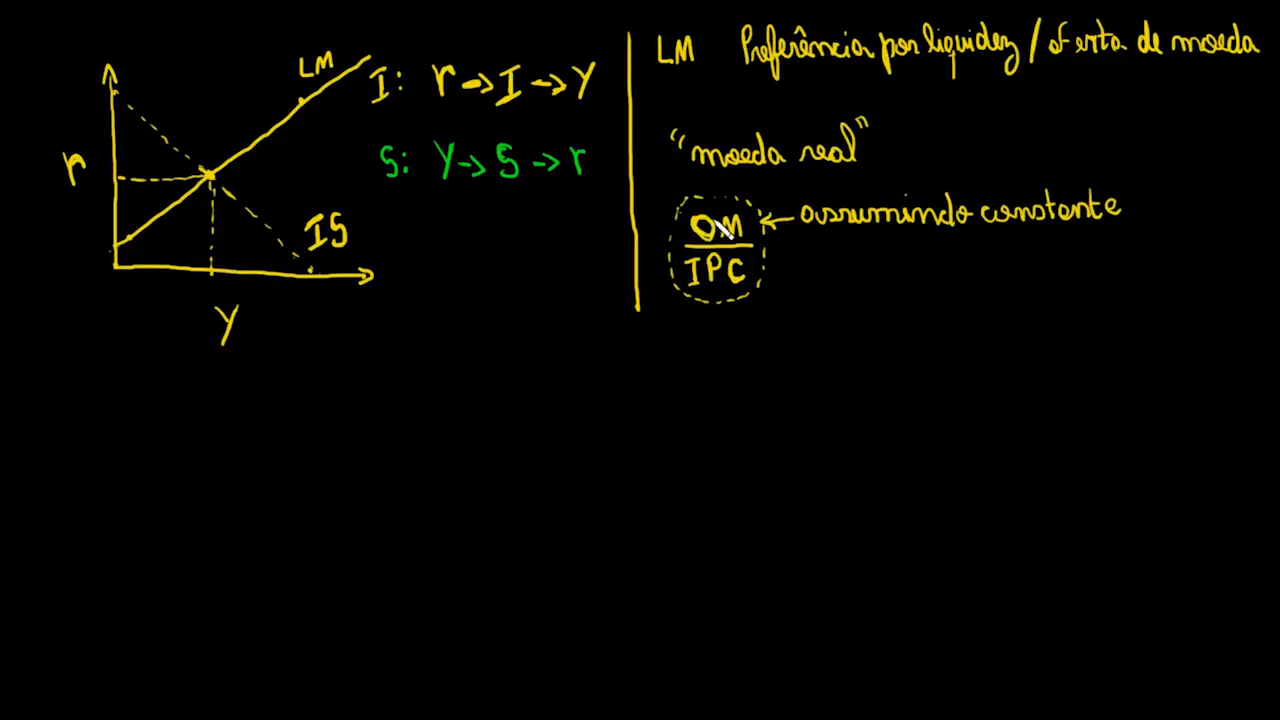 LM
r
IS
Y
I: r → I → Y
S: Y → S → r
LM Preferência por liquidez / oferta de moeda
"moeda real"
OM
IPC
← assumindo constante